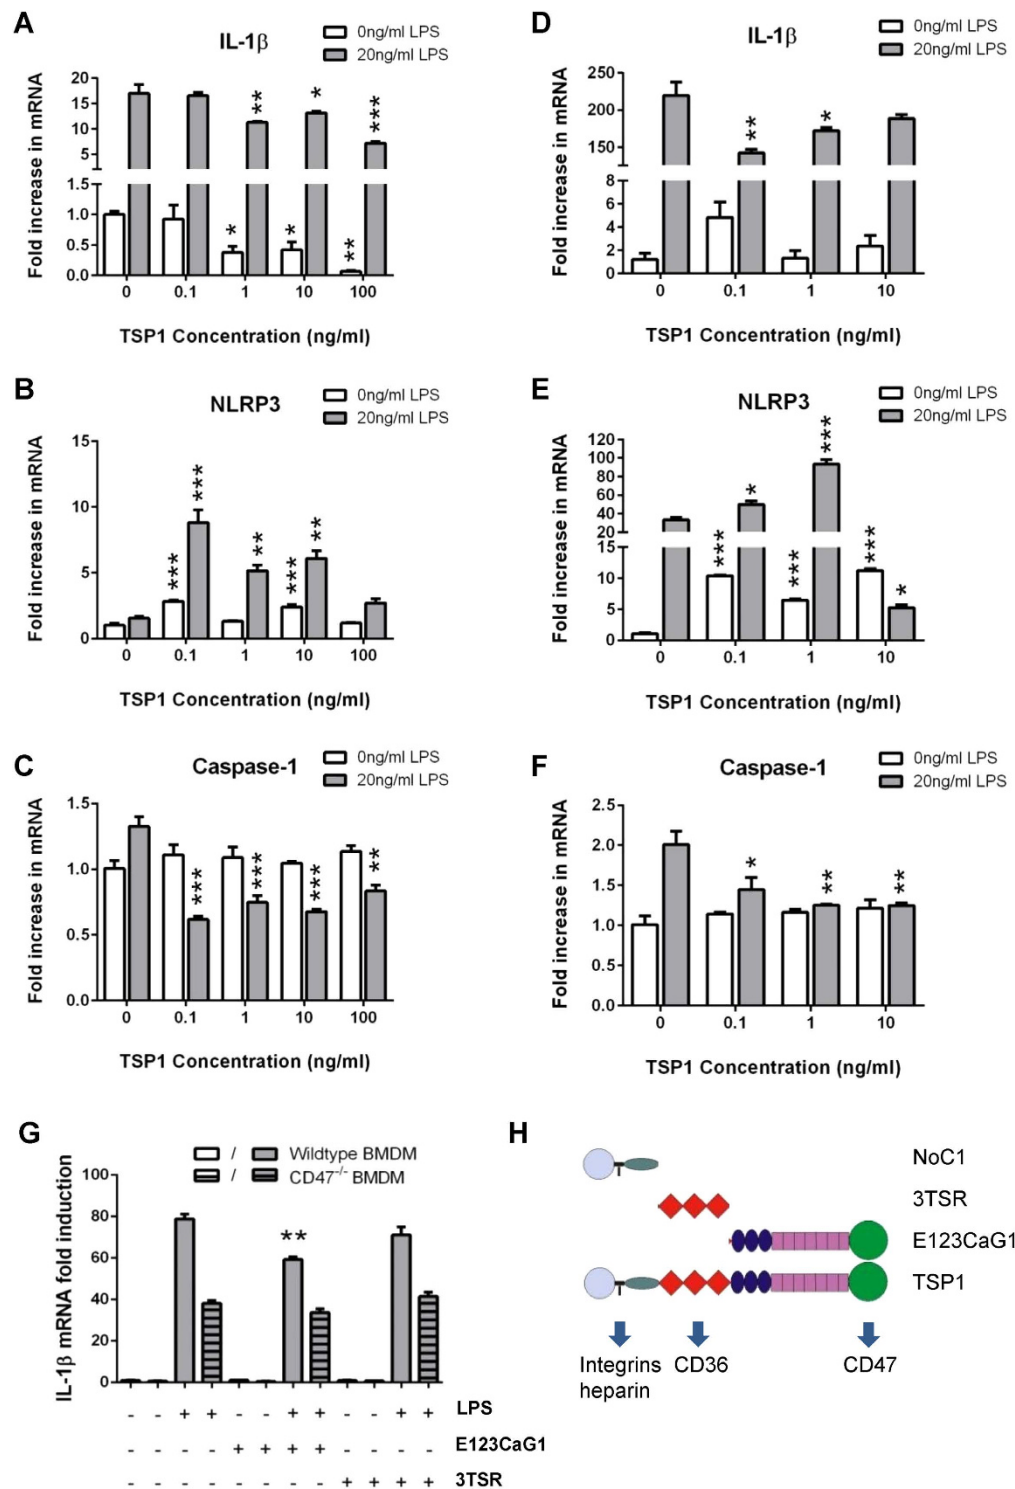 A
IL-1β
0ng/ml LPS
20ng/ml LPS
Fold increase in mRNA
20
15
10
5
1.5
1.0
0.5
0.0
** * ***
* * **
0 0.1 1 10 100
TSP1 Concentration (ng/ml)
D
IL-1β
0ng/ml LPS
20ng/ml LPS
Fold increase in mRNA
250
200
150
8
6
4
2
0
** *
0 0.1 1 10
TSP1 Concentration (ng/ml)
B
NLRP3
0ng/ml LPS
20ng/ml LPS
Fold increase in mRNA
15
10
5
0
*** *** ** *** **
0 0.1 1 10 100
TSP1 Concentration (ng/ml)
E
NLRP3
0ng/ml LPS
20ng/ml LPS
Fold increase in mRNA
120
100
80
60
40
20
15
10
5
0
*** * *** *** *** *
0 0.1 1 10
TSP1 Concentration (ng/ml)
C
Caspase-1
0ng/ml LPS
20ng/ml LPS
Fold increase in mRNA
1.5
1.0
0.5
0.0
*** *** *** **
0 0.1 1 10 100
TSP1 Concentration (ng/ml)
F
Caspase-1
0ng/ml LPS
20ng/ml LPS
Fold increase in mRNA
2.5
2.0
1.5
1.0
0.5
0.0
* ** **
0 0.1 1 10
TSP1 Concentration (ng/ml)
G
/ Wildtype BMDM
/ CD47-/- BMDM
IL-1β mRNA fold induction
100
80
60
40
20
0
**
- - + + - - + + - - + + LPS
- - - - + + + + - - - - E123CaG1
- - - - - - - - + + + + 3TSR
H
NoC1
3TSR
E123CaG1
TSP1
Integrins
heparin
CD36
CD47